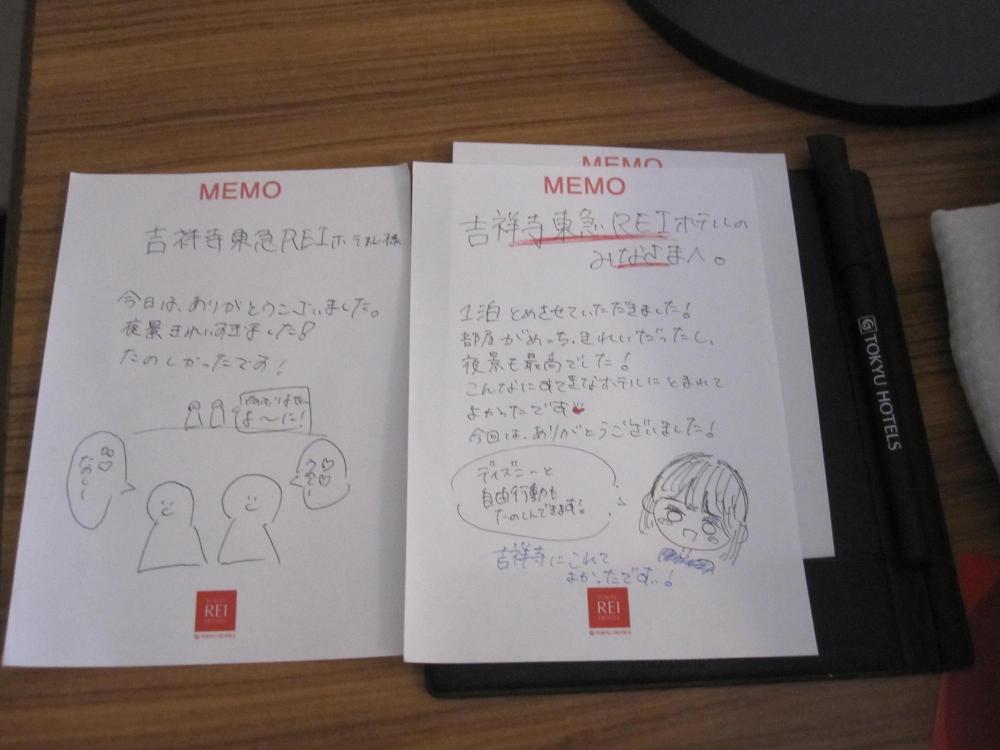 MEMO
吉祥寺東急REIホテル様
今日は、ありがとうございました。
夜景きれいすぎました!
たのしかったです!
よ〜に!
たのしー
REI
HOTELS
TOKYU HOTELS
MEMO
MEMO
吉祥寺東急REIホテルの
みなさまへ。
1泊とめさせていただきました!
部屋がめっちゃきれいだったし、
夜景も最高でした!
こんなにすてきなホテルにとまれて
よかったです
今回は、ありがとうございました!
ディズニーと
自由行動も
たのしんできます!
吉祥寺にこれて
よかったです…!
REI
HOTELS
TOKYU HOTELS
TOKYU HOTELS